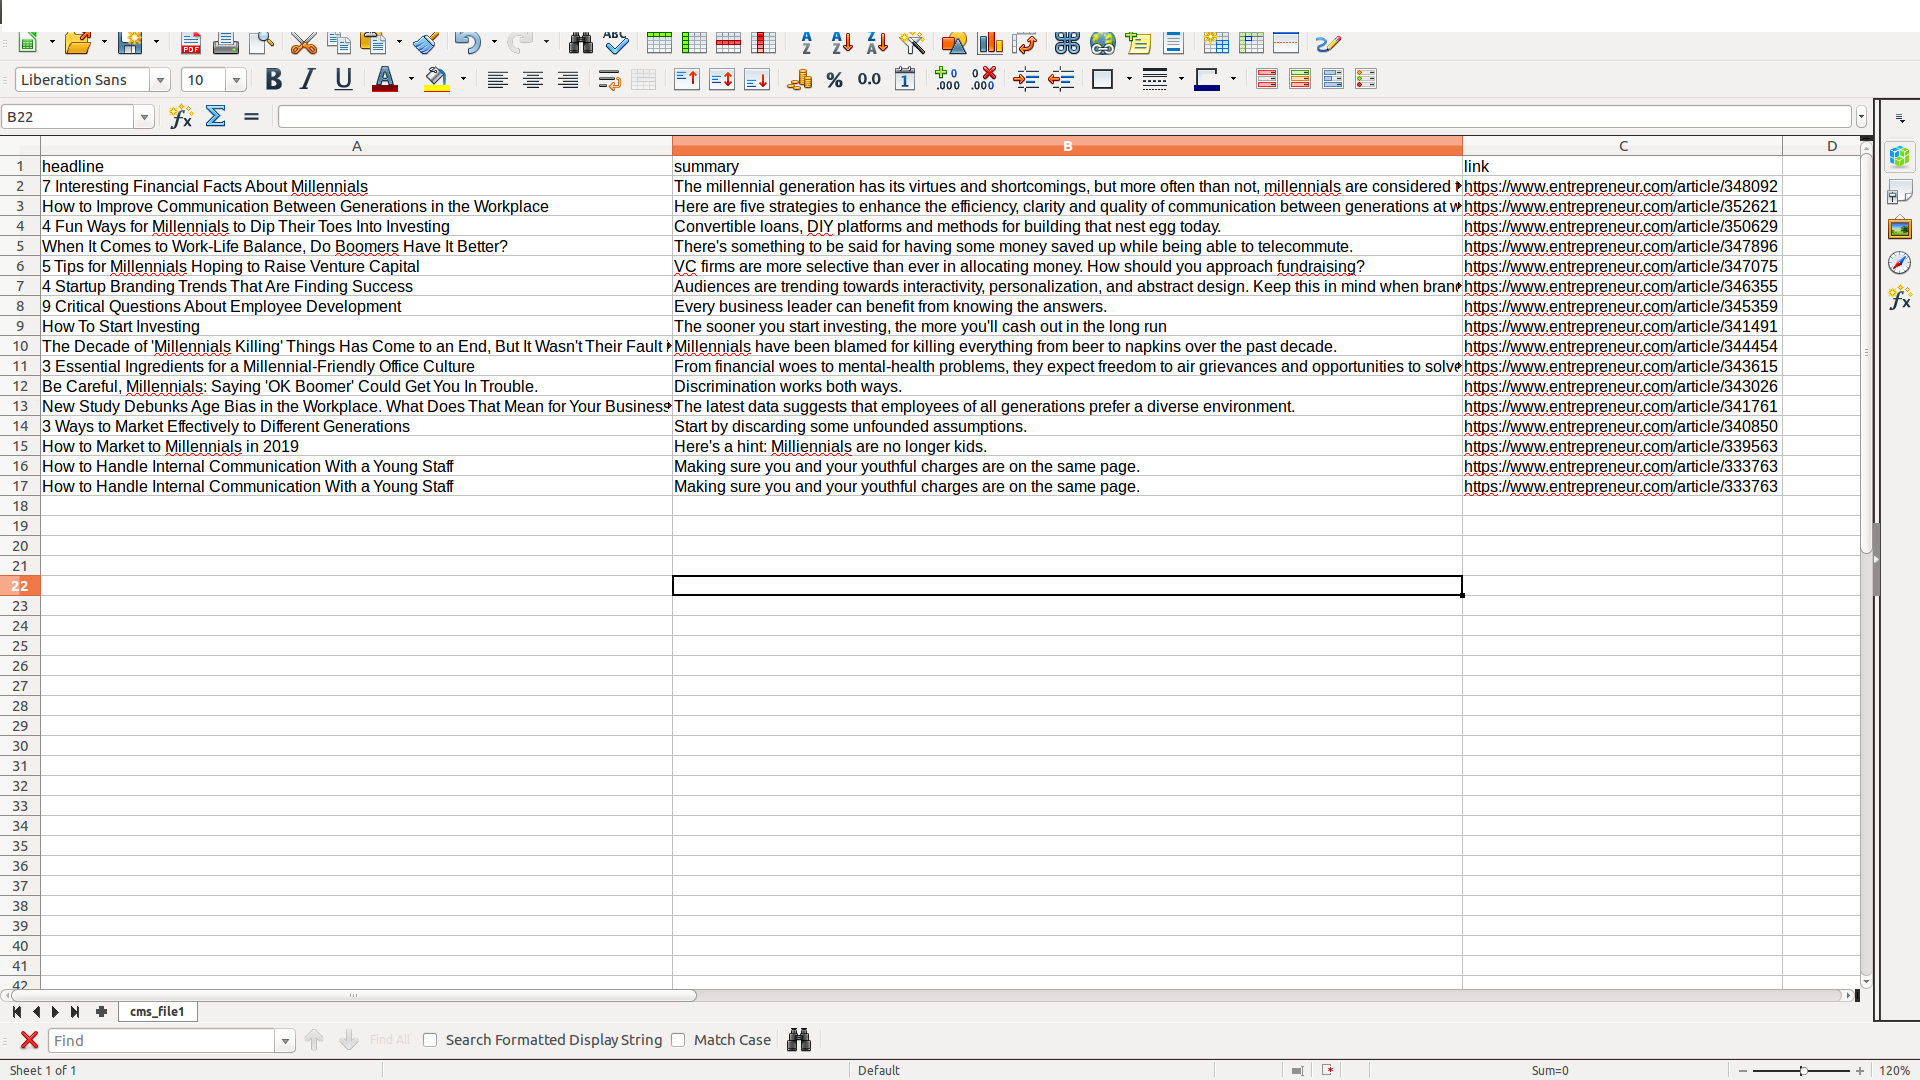 Liberation Sans 10
B22
A B C D
1 headline summary link
2 7 Interesting Financial Facts About Millennials The millennial generation has its virtues and shortcomings, but more often than not, millennials are considered https://www.entrepreneur.com/article/348092
3 How to Improve Communication Between Generations in the Workplace Here are five strategies to enhance the efficiency, clarity and quality of communication between generations at w https://www.entrepreneur.com/article/352621
4 4 Fun Ways for Millennials to Dip Their Toes Into Investing Convertible loans, DIY platforms and methods for building that nest egg today. https://www.entrepreneur.com/article/350629
5 When It Comes to Work-Life Balance, Do Boomers Have It Better? There's something to be said for having some money saved up while being able to telecommute. https://www.entrepreneur.com/article/347896
6 5 Tips for Millennials Hoping to Raise Venture Capital VC firms are more selective than ever in allocating money. How should you approach fundraising? https://www.entrepreneur.com/article/347075
7 4 Startup Branding Trends That Are Finding Success Audiences are trending towards interactivity, personalization, and abstract design. Keep this in mind when bran https://www.entrepreneur.com/article/346355
8 9 Critical Questions About Employee Development Every business leader can benefit from knowing the answers. https://www.entrepreneur.com/article/345359
9 How To Start Investing The sooner you start investing, the more you'll cash out in the long run https://www.entrepreneur.com/article/341491
10 The Decade of 'Millennials Killing' Things Has Come to an End, But It Wasn't Their Fault Millennials have been blamed for killing everything from beer to napkins over the past decade. https://www.entrepreneur.com/article/344454
11 3 Essential Ingredients for a Millennial-Friendly Office Culture From financial woes to mental-health problems, they expect freedom to air grievances and opportunities to solv https://www.entrepreneur.com/article/343615
12 Be Careful, Millennials: Saying 'OK Boomer' Could Get You In Trouble. Discrimination works both ways. https://www.entrepreneur.com/article/343026
13 New Study Debunks Age Bias in the Workplace. What Does That Mean for Your Business The latest data suggests that employees of all generations prefer a diverse environment. https://www.entrepreneur.com/article/341761
14 3 Ways to Market Effectively to Different Generations Start by discarding some unfounded assumptions. https://www.entrepreneur.com/article/340850
15 How to Market to Millennials in 2019 Here's a hint: Milliennials are no longer kids. https://www.entrepreneur.com/article/339563
16 How to Handle Internal Communication With a Young Staff Making sure you and your youthful charges are on the same page. https://www.entrepreneur.com/article/333763
17 How to Handle Internal Communication With a Young Staff Making sure you and your youthful charges are on the same page. https://www.entrepreneur.com/article/333763
18
19
20
21
22
23
24
25
26
27
28
29
30
31
32
33
34
35
36
37
38
39
40
41
42
cms_file1
Find Find All Search Formatted Display String Match Case
Sheet 1 of 1 Default Sum=0 120%